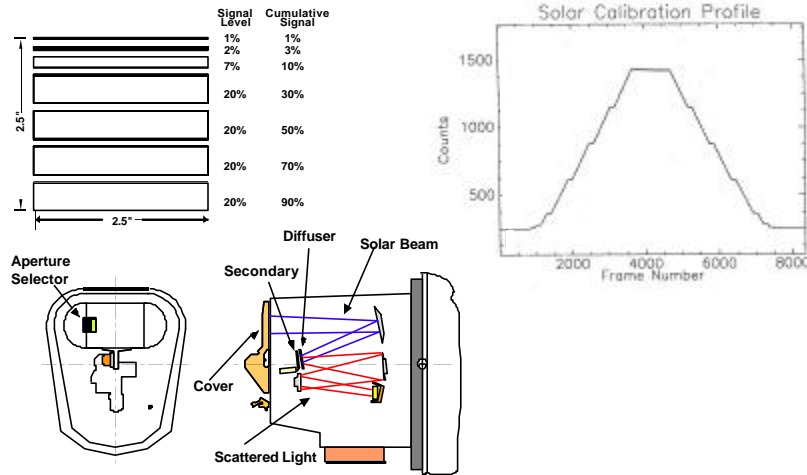 Signal Level Cumulative Signal
1% 1%
2% 3%
7% 10%
20% 30%
20% 50%
20% 70%
20% 90%
2.5"
2.5"
Solar Calibration Profile
1500
1000
500
Counts
2000 4000 6000 8000
Frame Number
Aperture Selector
Diffuser
Solar Beam
Secondary
Cover
Scattered Light